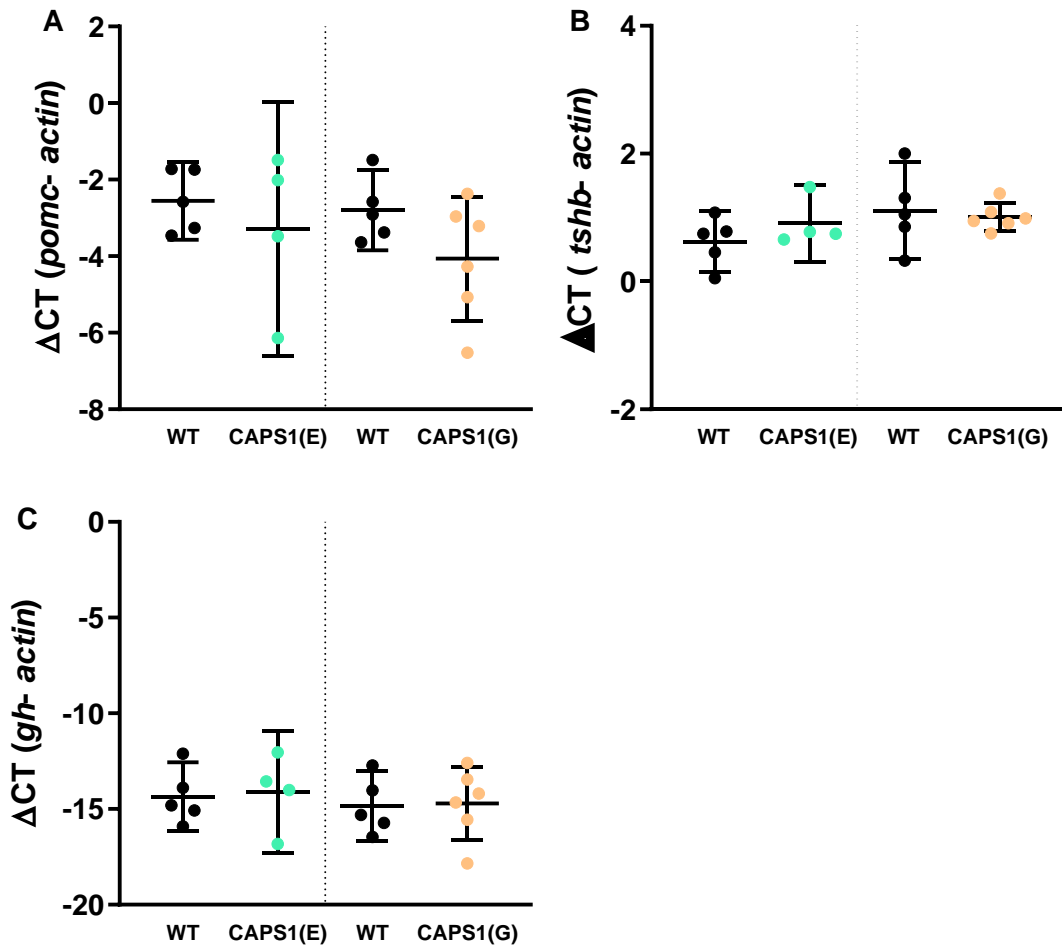 A
ΔCT (pomc- actin)
2
0
-2
-4
-6
-8
WT CAPS1(E) WT CAPS1(G)
B
▲CT ( tshb- actin)
4
2
0
-2
WT CAPS1(E) WT CAPS1(G)
C
ΔCT (gh- actin)
0
-5
-10
-15
-20
WT CAPS1(E) WT CAPS1(G)